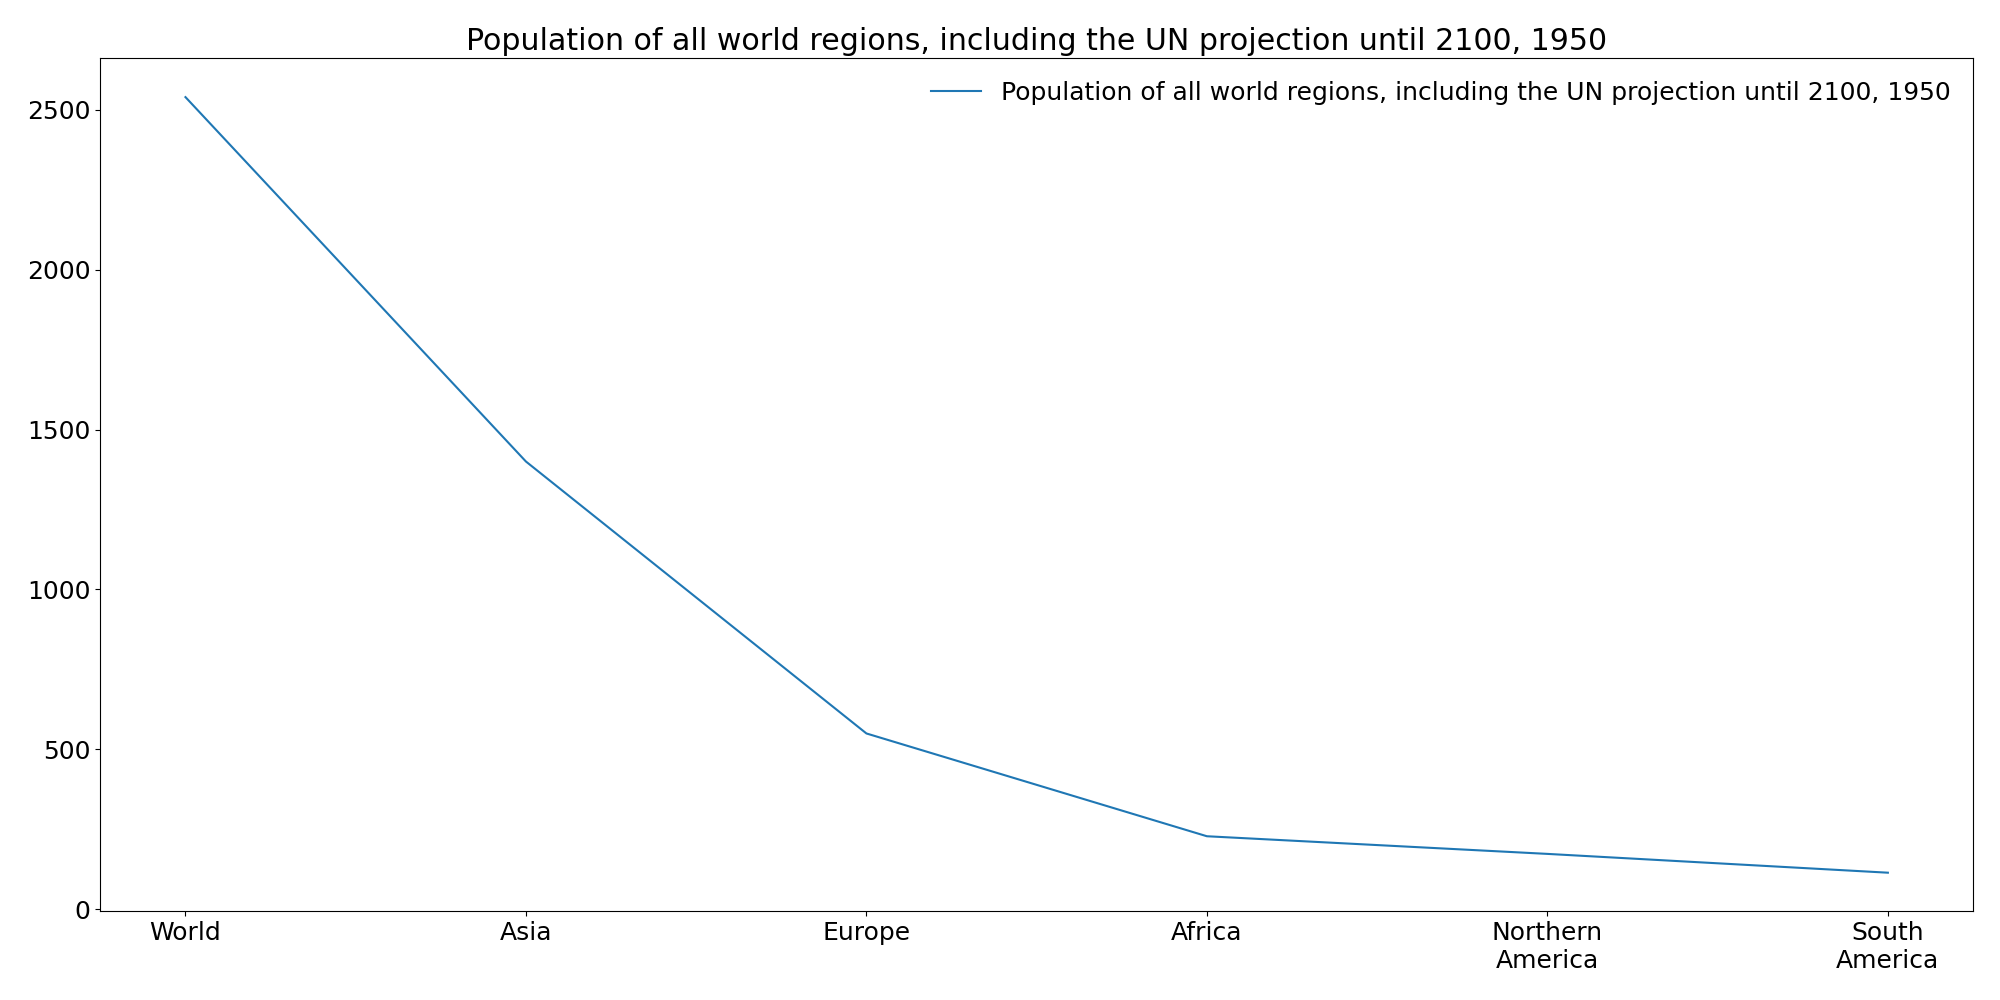 Population of all world regions, including the UN projection until 2100, 1950
Population of all world regions, including the UN projection until 2100, 1950
2500
2000
1500
1000
500
0
World
Asia
Europe
Africa
Northern
America
South
America